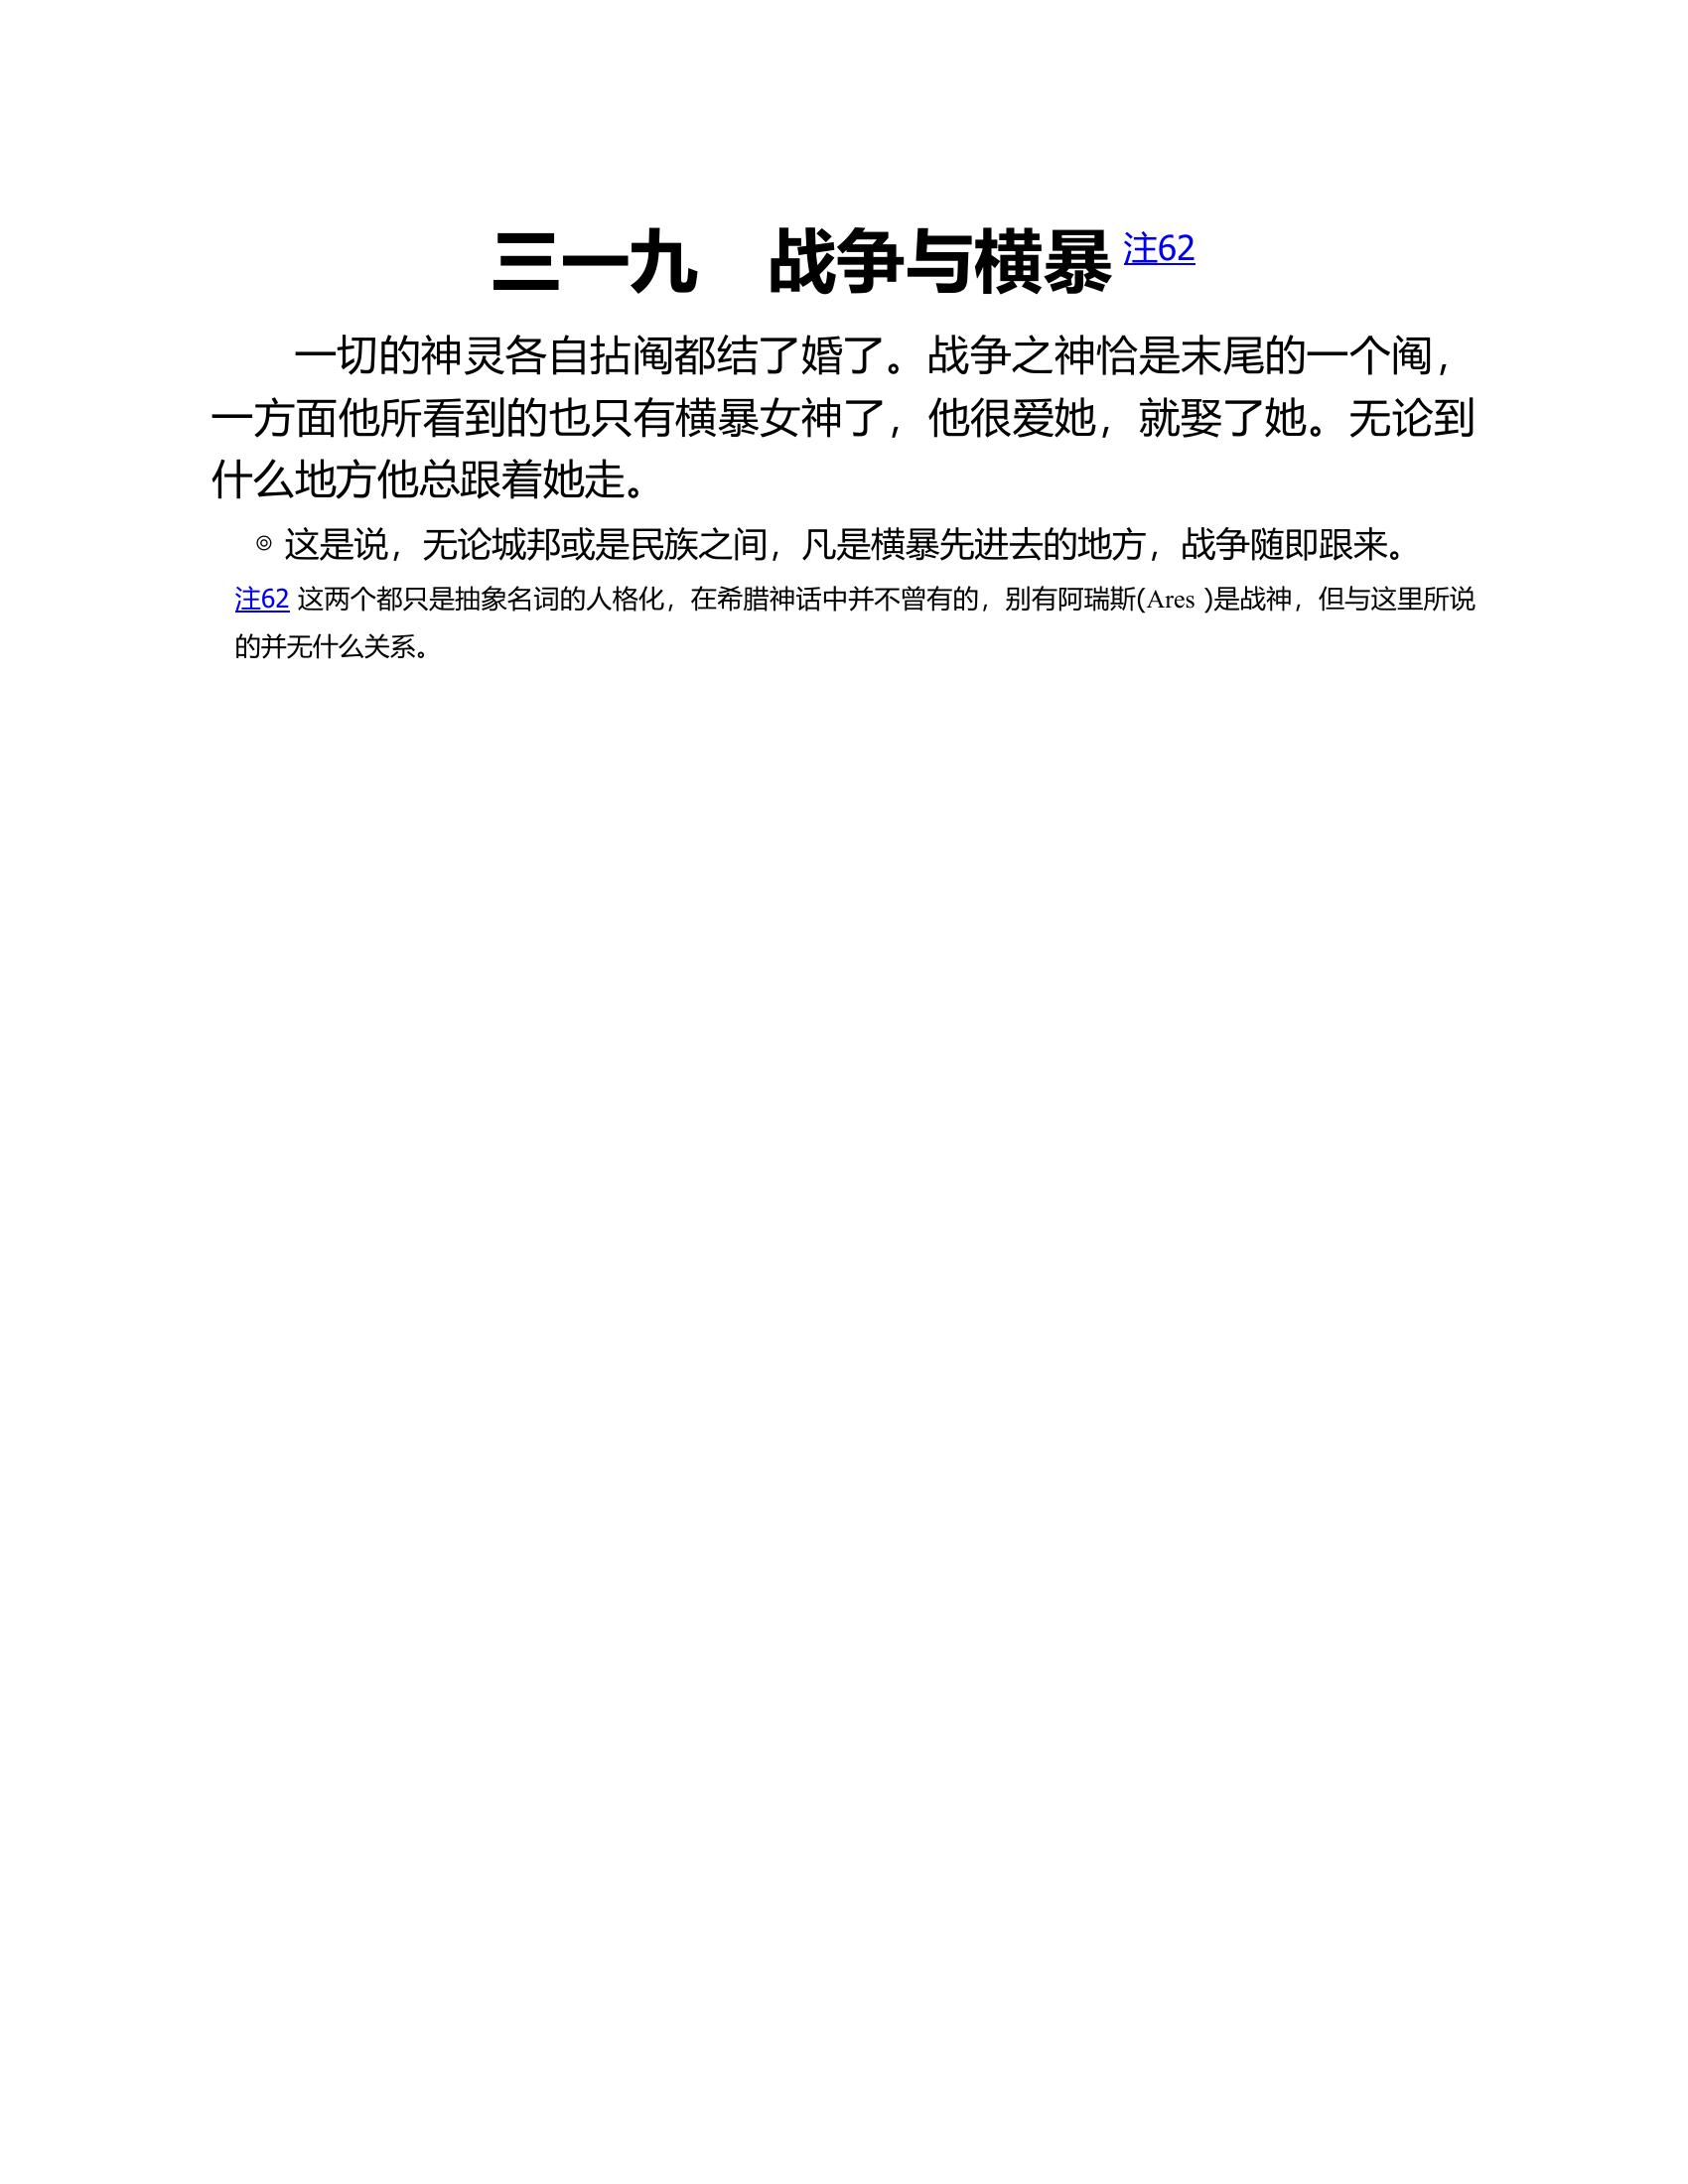 三一九　战争与横暴 注62
一切的神灵各自拈阄都结了婚了。战争之神恰是末尾的一个阄，
一方面他所看到的也只有横暴女神了，他很爱她，就娶了她。无论到
什么地方他总跟着她走。
◎ 这是说，无论城邦或是民族之间，凡是横暴先进去的地方，战争随即跟来。
注62 这两个都只是抽象名词的人格化，在希腊神话中并不曾有的，别有阿瑞斯(Ares )是战神，但与这里所说
的并无什么关系。